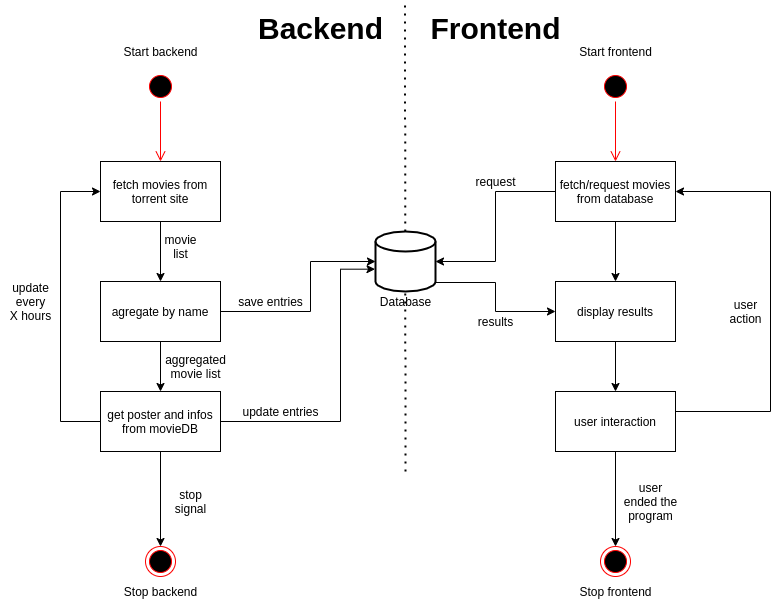 Backend
Frontend
Start backend
Start frontend
fetch movies from
torrent site
request
fetch/request movies
from database
movie
list
update
every
X hours
agregate by name
save entries
Database
results
display results
user
action
aggregated
movie list
get poster and infos
from movieDB
update entries
user interaction
stop
signal
user
ended the
program
Stop backend
Stop frontend